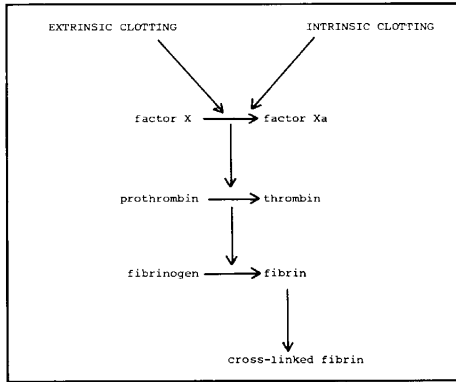 EXTRINSIC CLOTTING INTRINSIC CLOTTING
factor X factor Xa
prothrombin thrombin
fibrinogen fibrin
cross-linked fibrin